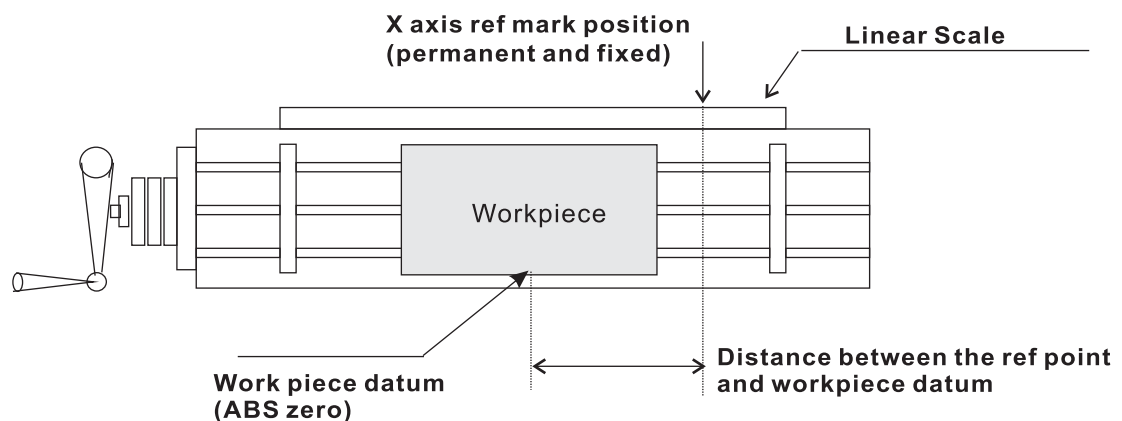 X axis ref mark position
(permanent and fixed)
Linear Scale
Workpiece
Distance between the ref point
and workpiece datum
Work piece datum
(ABS zero)